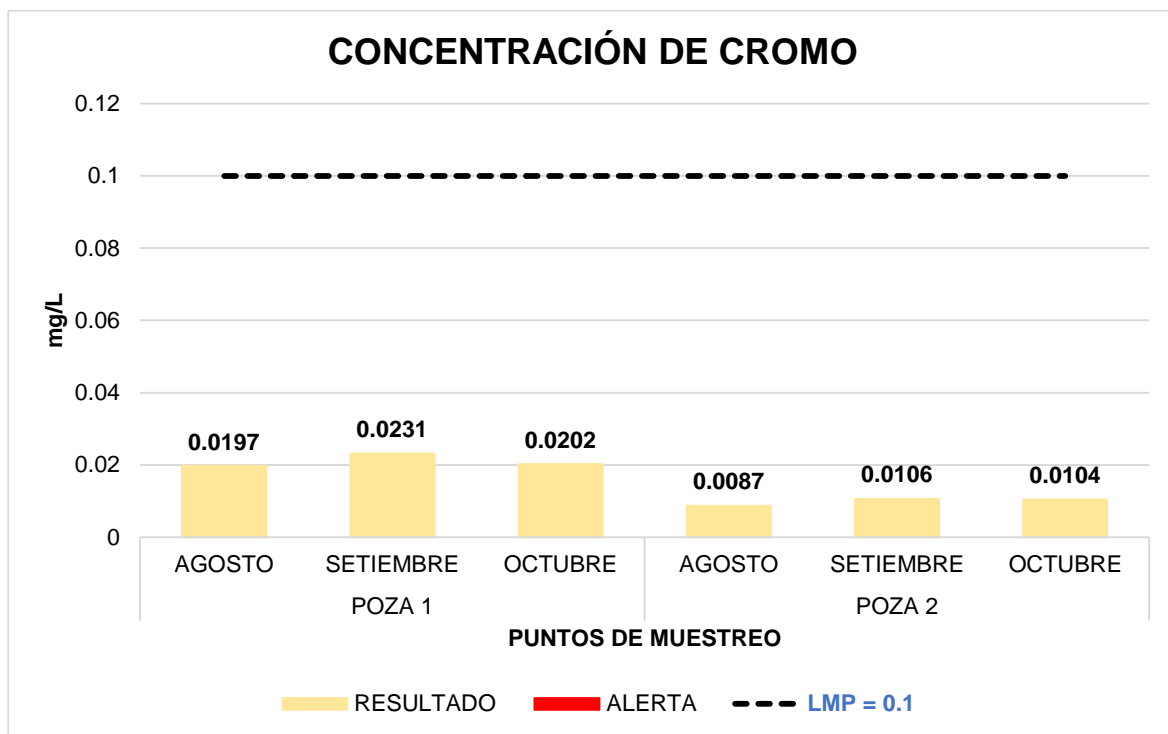 CONCENTRACIÓN DE CROMO
0.12
0.1
0.08
0.06
0.04
0.02
0
mg/L
0.0197 0.0231 0.0202 0.0087 0.0106 0.0104
AGOSTO SETIEMBRE OCTUBRE AGOSTO SETIEMBRE OCTUBRE
POZA 1 POZA 2
PUNTOS DE MUESTREO
RESULTADO ALERTA LMP = 0.1